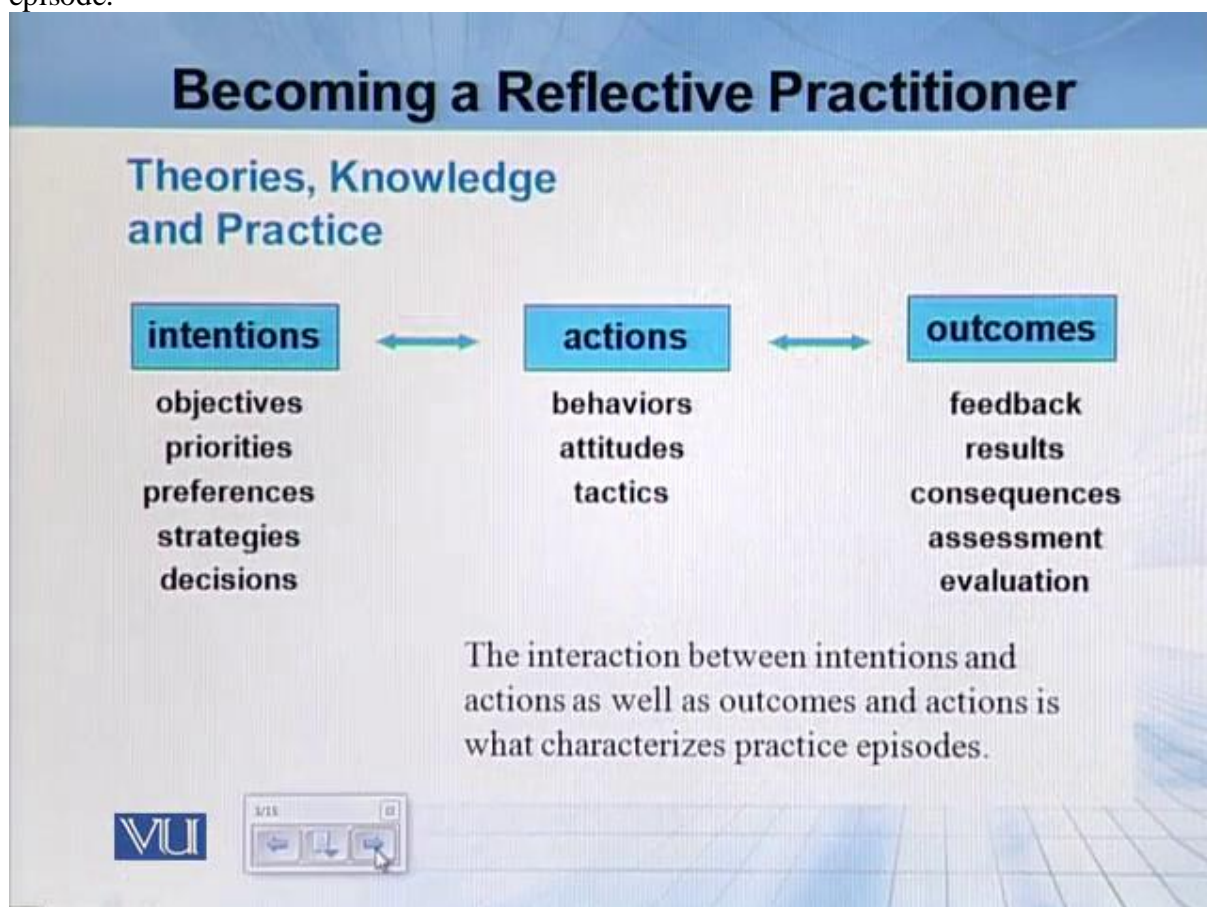 episode.
Becoming a Reflective Practitioner
Theories, Knowledge
and Practice
intentions
actions
outcomes
objectives
priorities
preferences
strategies
decisions
behaviors
attitudes
tactics
feedback
results
consequences
assessment
evaluation
The interaction between intentions and
actions as well as outcomes and actions is
what characterizes practice episodes.
VU